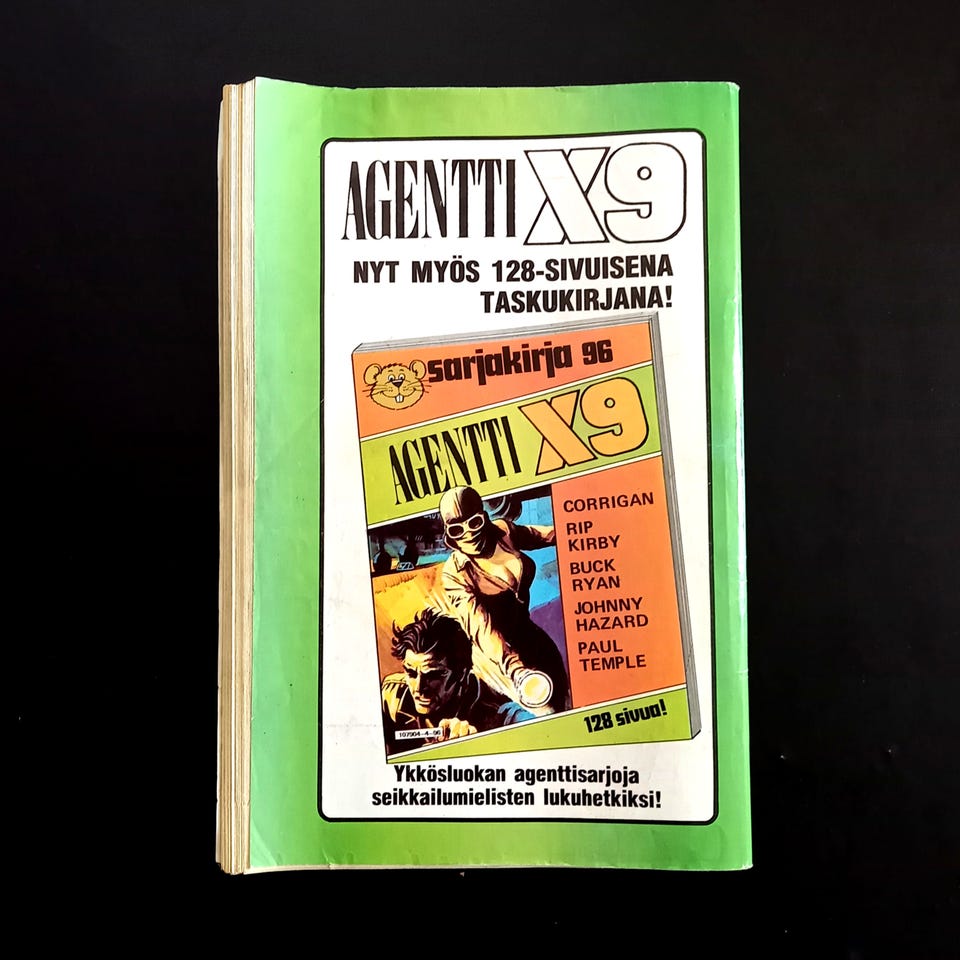 AGENTTI X9
NYT MYÖS 128-SIVUISENA
TASKUKIRJANA!
sarjakirja 96
AGENTTI X9
CORRIGAN
RIP
KIRBY
BUCK
RYAN
JOHNNY
HAZARD
PAUL
TEMPLE
107904-4-96
128 sivua!
Ykkösluokan agenttisarjoja
seikkailumielisten lukuhetkiksi!